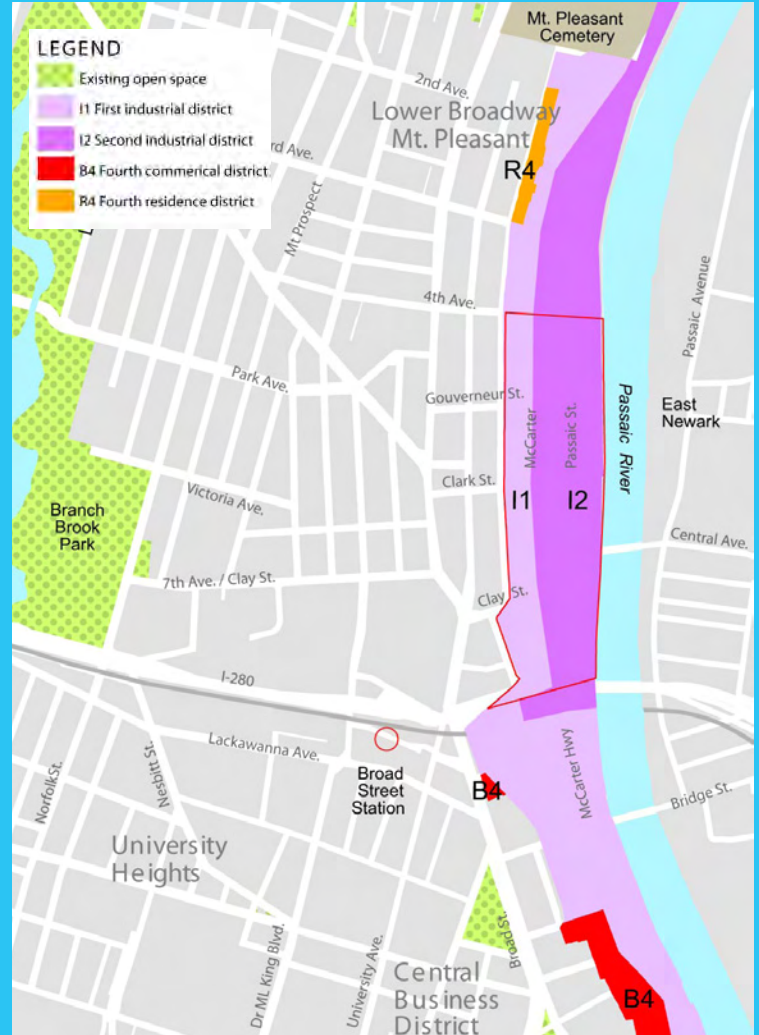 Mt. Pleasant
Cemetery
LEGEND
Existing open space
I1 First industrial district
I2 Second industrial district
B4 Fourth commerical district
R4 Fourth residence district
2nd Ave.
Lower Broadway
Mt. Pleasant
rd Ave.
R4
Mt Prospect
4th Ave.
Passaic Avenue
Park Ave.
Gouverneur St.
McCarter
Passaic St.
Passaic River
East
Newark
Clark St.
Victoria Ave.
I1
I2
Branch
Brook
Park
Central Ave.
7th Ave. / Clay St.
Clay St.
I-280
Lackawanna Ave.
Broad
Street
Station
B4
McCarter Hwy
Bridge St.
Norfolk St.
Nesbitt St.
University
Heights
Dr ML King Blvd.
University Ave.
Broad St.
Central
Business
District
B4